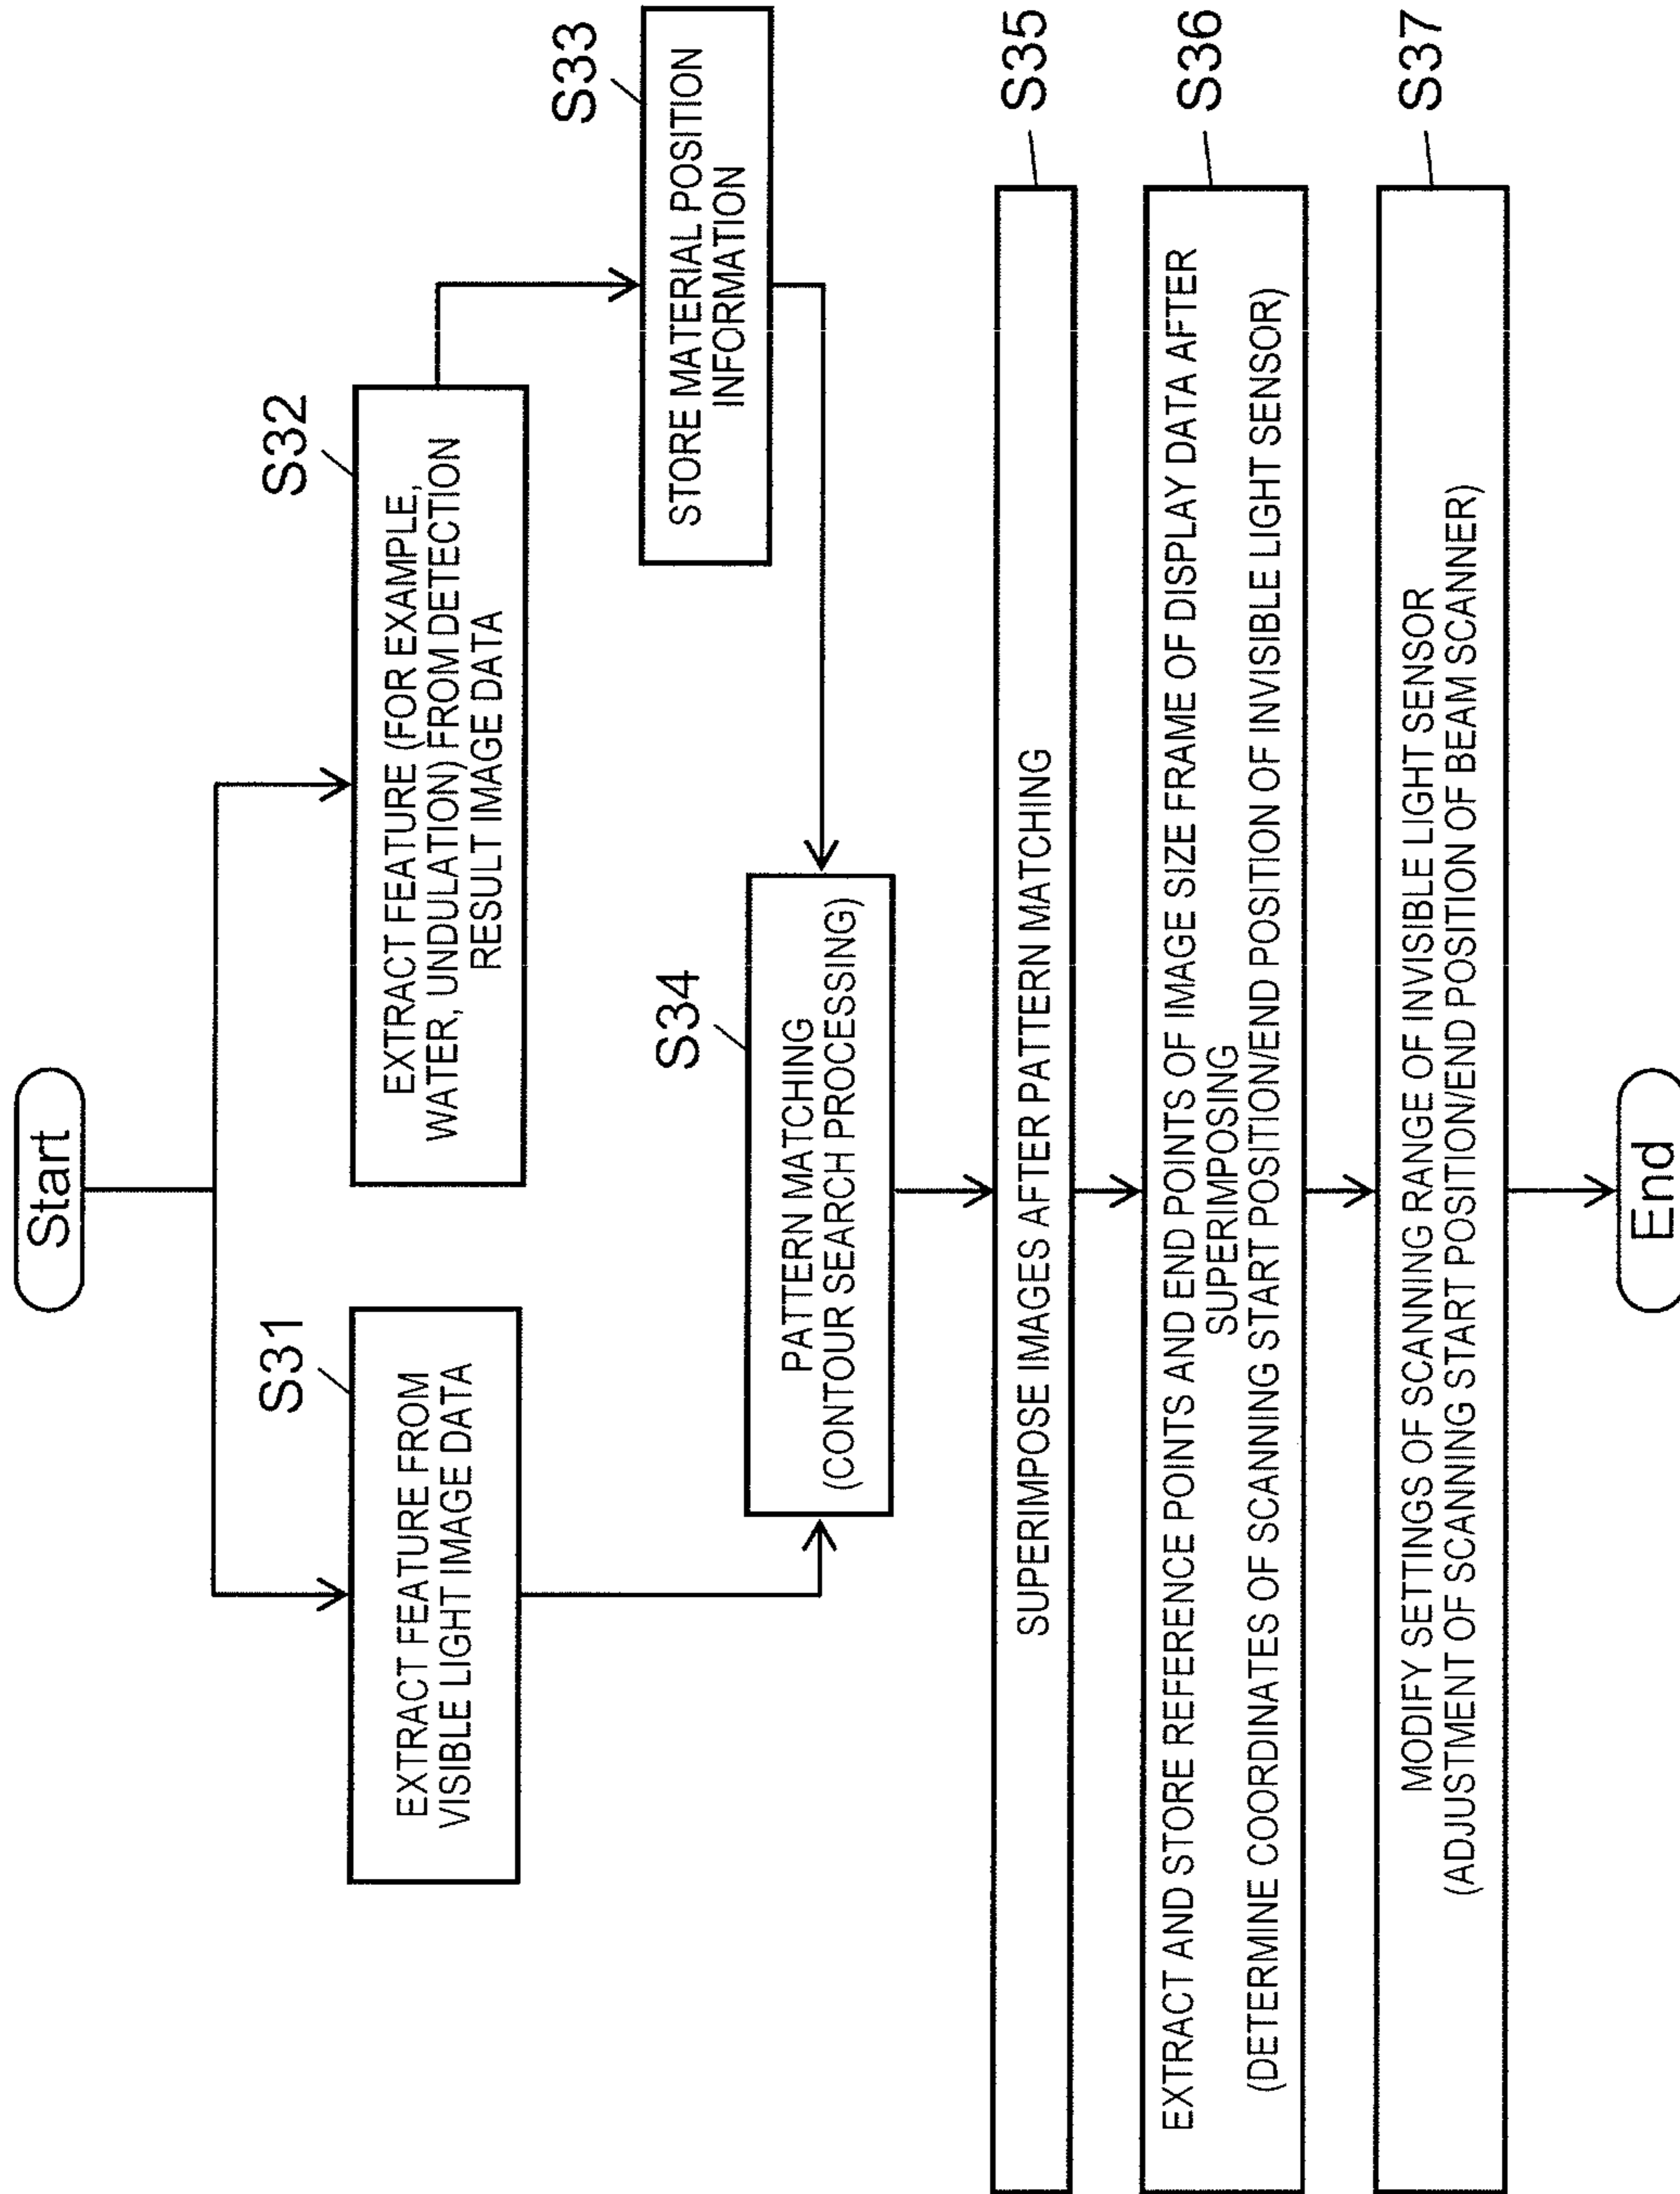 Start
S31
EXTRACT FEATURE FROM
VISIBLE LIGHT IMAGE DATA
S32
EXTRACT FEATURE (FOR EXAMPLE,
WATER, UNDULATION) FROM DETECTION
RESULT IMAGE DATA
S33
STORE MATERIAL POSITION
INFORMATION
S34
PATTERN MATCHING
(CONTOUR SEARCH PROCESSING)
S35
SUPERIMPOSE IMAGES AFTER PATTERN MATCHING
S36
EXTRACT AND STORE REFERENCE POINTS AND END POINTS OF IMAGE SIZE FRAME OF DISPLAY DATA AFTER
SUPERIMPOSING
(DETERMINE COORDINATES OF SCANNING START POSITION/END POSITION OF INVISIBLE LIGHT SENSOR)
S37
MODIFY SETTINGS OF SCANNING RANGE OF INVISIBLE LIGHT SENSOR
(ADJUSTMENT OF SCANNING START POSITION/END POSITION OF BEAM SCANNER)
End